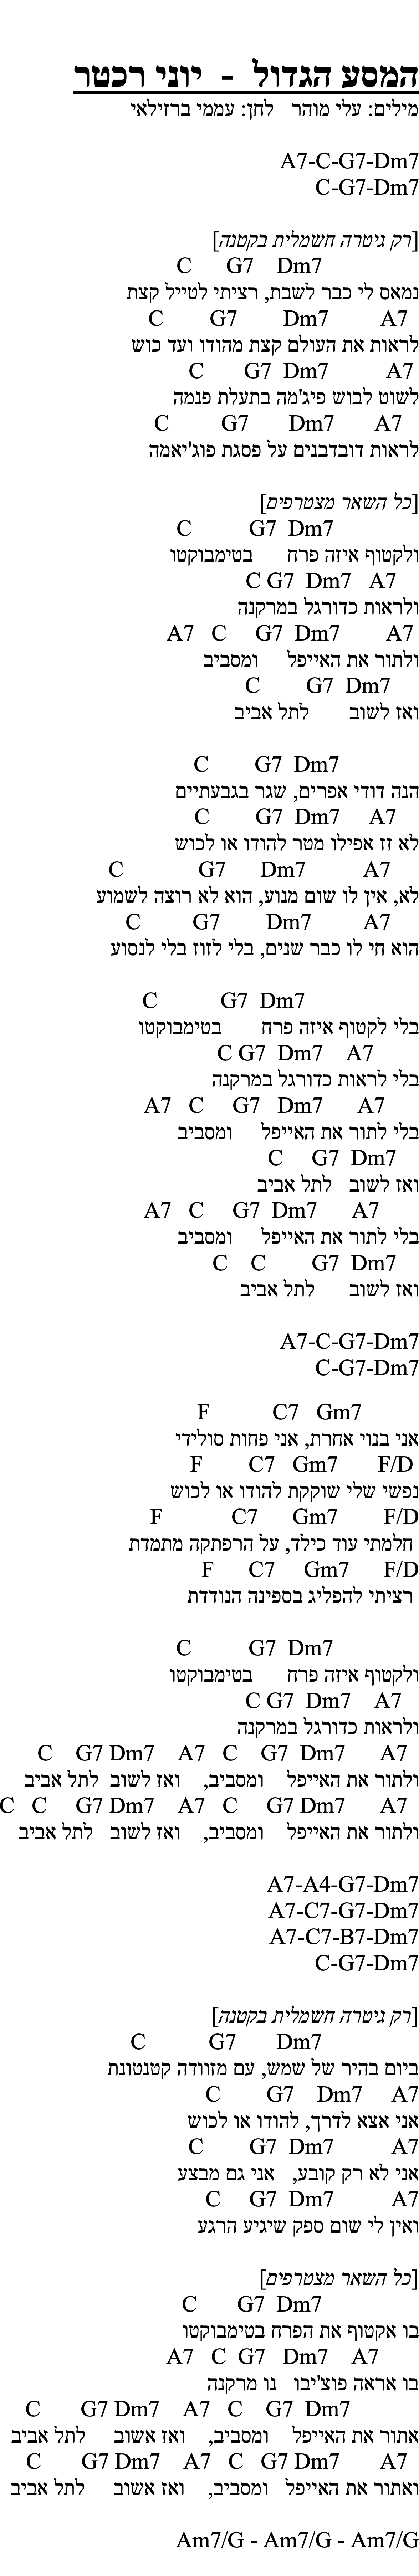 המסע הגדול - יוני רכטר
מילים: עלי מוהר   לחן: עממי ברזילאי
A7-C-G7-Dm7
C-G7-Dm7
[רק גיטרה חשמלית בקטנה]
C G7 Dm7
נמאס לי כבר לשבת, רציתי לטייל קצת
C G7 Dm7 A7
לראות את העולם קצת מהודו ועד כוש
C G7 Dm7 A7
לשוט לבוש פיג'מה בתעלת פנמה
C G7 Dm7 A7
לראות דובדבנים על פסגת פוג'יאמה
[כל השאר מצטרפים]
C G7 Dm7
ולקטוף איזה פרח בטימבוקטו
C G7 Dm7 A7
ולראות כדורגל במרקנה
A7 C G7 Dm7 A7
ולתור את האייפל ומסביב
C G7 Dm7
ואז לשוב לתל אביב
C G7 Dm7
הנה דודי אפרים, שגר בגבעתיים
C G7 Dm7 A7
לא זז אפילו מטר להודו או לכוש
C G7 Dm7 A7
לא, אין לו שום מנוע, הוא לא רוצה לשמוע
C G7 Dm7 A7
הוא חי לו כבר שנים, בלי לזוז בלי לנסוע
C G7 Dm7
בלי לקטוף איזה פרח בטימבוקטו
C G7 Dm7 A7
בלי לראות כדורגל במרקנה
A7 C G7 Dm7 A7
בלי לתור את האייפל ומסביב
C G7 Dm7
ואז לשוב לתל אביב
A7 C G7 Dm7 A7
בלי לתור את האייפל ומסביב
C C G7 Dm7
ואז לשוב לתל אביב
A7-C-G7-Dm7
C-G7-Dm7
F C7 Gm7
אני בנוי אחרת, אני פחות סולידי
F C7 Gm7 F/D
נפשי שלי שוקקת להודו או לכוש
F C7 Gm7 F/D
חלמתי עוד כילד, על הרפתקה מתמדת
F C7 Gm7 F/D
רציתי להפליג בספינה הנודדת
C G7 Dm7
ולקטוף איזה פרח בטימבוקטו
C G7 Dm7 A7
ולראות כדורגל במרקנה
C G7 Dm7 A7 C G7 Dm7 A7
ולתור את האייפל ומסביב, ואז לשוב לתל אביב
C C G7 Dm7 A7 C G7 Dm7 A7
ולתור את האייפל ומסביב, ואז לשוב לתל אביב
A7-A4-G7-Dm7
A7-C7-G7-Dm7
A7-C7-B7-Dm7
C-G7-Dm7
[רק גיטרה חשמלית בקטנה]
C G7 Dm7
ביום בהיר של שמש, עם מזוודה קטנטונת
C G7 Dm7 A7
אני אצא לדרך, להודו או לכוש
C G7 Dm7 A7
אני לא רק קובע, אני גם מבצע
C G7 Dm7 A7
ואין לי שום ספק שיגיע הרגע
[כל השאר מצטרפים]
C G7 Dm7
בו אקטוף את הפרח בטימבוקטו
A7 C G7 Dm7 A7
בו אראה פוצ'יבו נו מרקנה
C G7 Dm7 A7 C G7 Dm7
אתור את האייפל ומסביב, ואז אשוב לתל אביב
C G7 Dm7 A7 C G7 Dm7 A7
ואתור את האייפל ומסביב, ואז אשוב לתל אביב
Am7/G - Am7/G - Am7/G